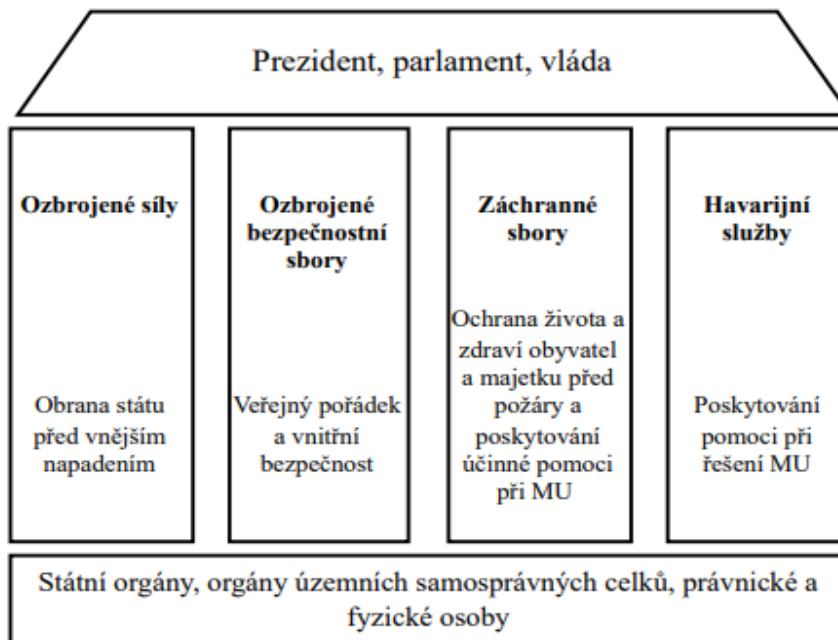 Prezident, parlament, vláda
Ozbrojené síly
Obrana státu
před vnějším
napadením
Ozbrojené
bezpečnostní
sbory
Veřejný pořádek
a vnitřní
bezpečnost
Záchranné
sbory
Ochrana života a
zdraví obyvatel
a majetku před
požáry a
poskytování
účinné pomoci
při MU
Havarijní
služby
Poskytování
pomoci při
řešení MU
Státní orgány, orgány územních samosprávných celků, právnické a
fyzické osoby